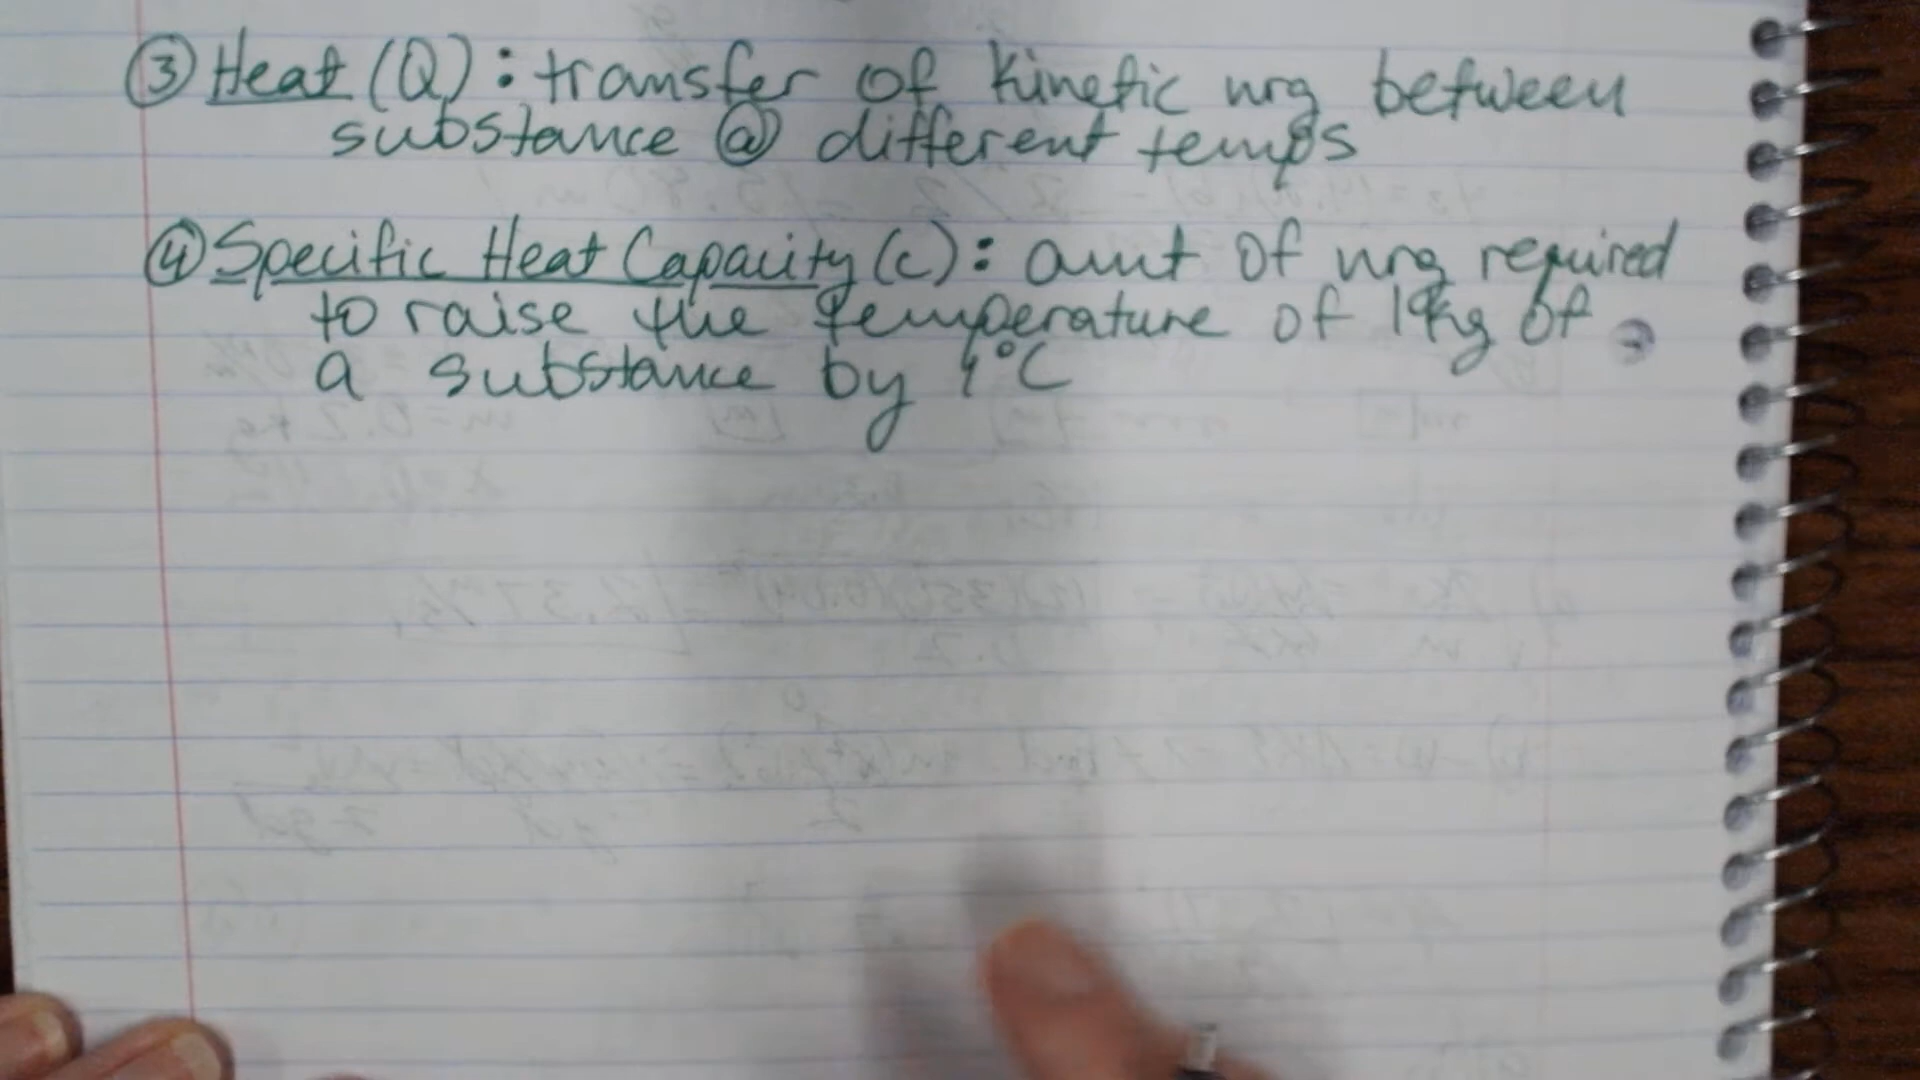 ③ Heat (Q): transfer of kinetic nrg between
substance @ different temps
④ Specific Heat Capacity (c): amt of nrg required
to raise the temperature of 1kg of
a substance by 1°C